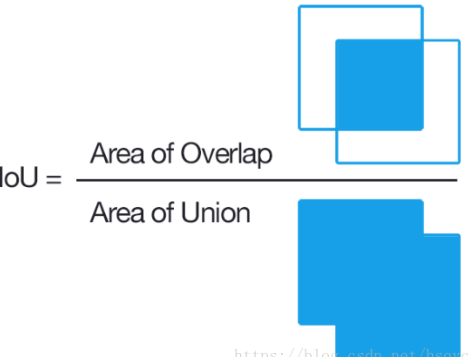 IoU =
Area of Overlap
Area of Union